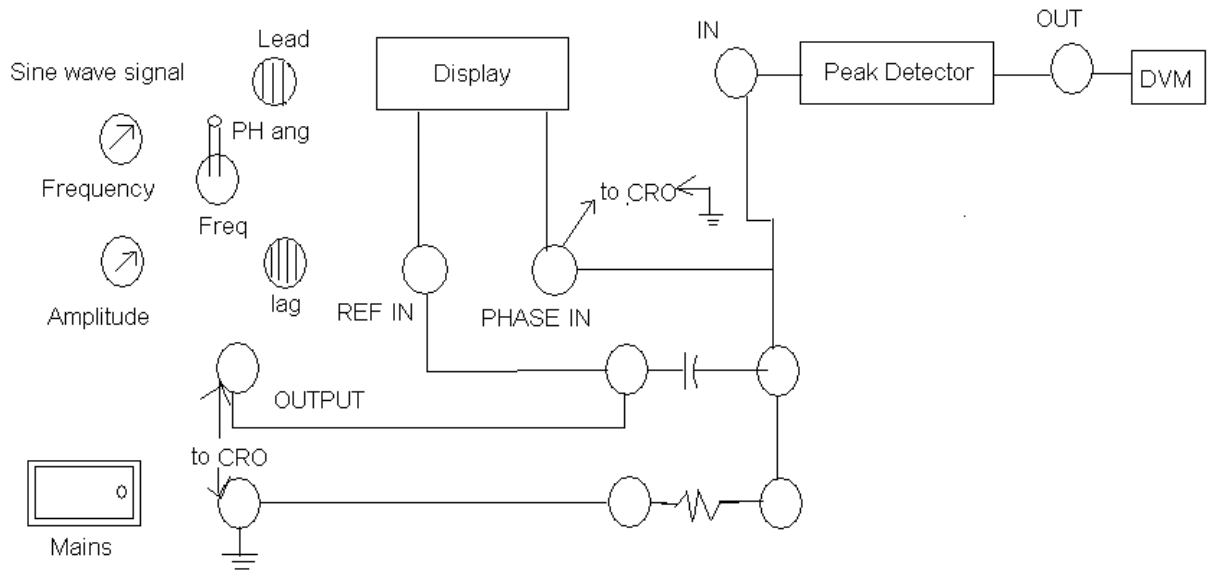 Sine wave signal
Lead
Display
IN
Peak Detector
OUT
DVM
PH ang
Frequency
Freq
to CRO
Amplitude
lag
REF IN
PHASE IN
OUTPUT
to CRO
Mains